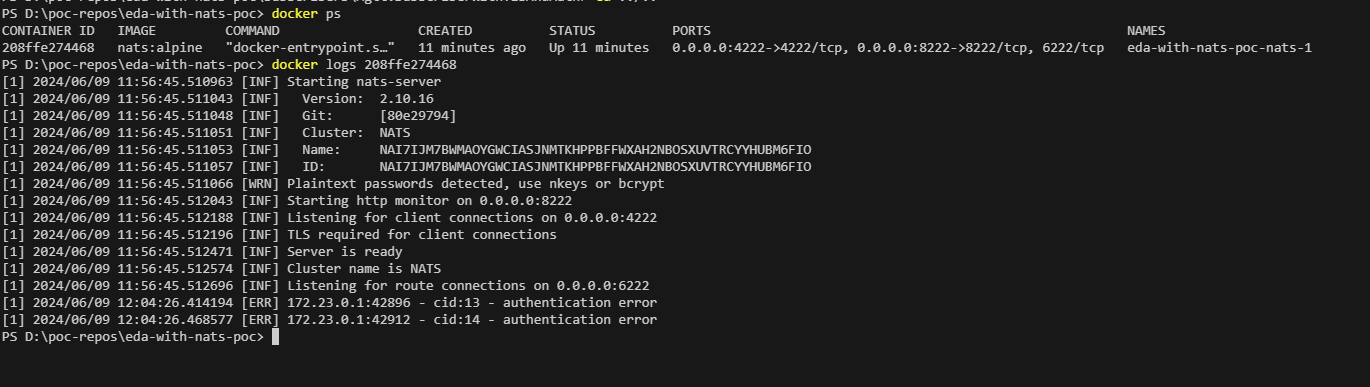 PS D:\poc-repos\eda-with-nats-poc> docker ps
CONTAINER ID IMAGE COMMAND CREATED STATUS PORTS NAMES
208ffe274468 nats:alpine "docker-entrypoint.s…" 11 minutes ago Up 11 minutes 0.0.0.0:4222->4222/tcp, 0.0.0.0:8222->8222/tcp, 6222/tcp eda-with-nats-poc-nats-1
PS D:\poc-repos\eda-with-nats-poc> docker logs 208ffe274468
[1] 2024/06/09 11:56:45.510963 [INF] Starting nats-server
[1] 2024/06/09 11:56:45.511043 [INF] Version: 2.10.16
[1] 2024/06/09 11:56:45.511048 [INF] Git: [80e29794]
[1] 2024/06/09 11:56:45.511051 [INF] Cluster: NATS
[1] 2024/06/09 11:56:45.511053 [INF] Name: NAI7IJM7BWMAOYGWCIASJNMTKHPPBFFWXAH2NBOSXUVTRCYYHUBM6FIO
[1] 2024/06/09 11:56:45.511057 [INF] ID: NAI7IJM7BWMAOYGWCIASJNMTKHPPBFFWXAH2NBOSXUVTRCYYHUBM6FIO
[1] 2024/06/09 11:56:45.511066 [WRN] Plaintext passwords detected, use nkeys or bcrypt
[1] 2024/06/09 11:56:45.512043 [INF] Starting http monitor on 0.0.0.0:8222
[1] 2024/06/09 11:56:45.512188 [INF] Listening for client connections on 0.0.0.0:4222
[1] 2024/06/09 11:56:45.512196 [INF] TLS required for client connections
[1] 2024/06/09 11:56:45.512471 [INF] Server is ready
[1] 2024/06/09 11:56:45.512574 [INF] Cluster name is NATS
[1] 2024/06/09 11:56:45.512696 [INF] Listening for route connections on 0.0.0.0:6222
[1] 2024/06/09 12:04:26.414194 [ERR] 172.23.0.1:42896 - cid:13 - authentication error
[1] 2024/06/09 12:04:26.468577 [ERR] 172.23.0.1:42912 - cid:14 - authentication error
PS D:\poc-repos\eda-with-nats-poc>